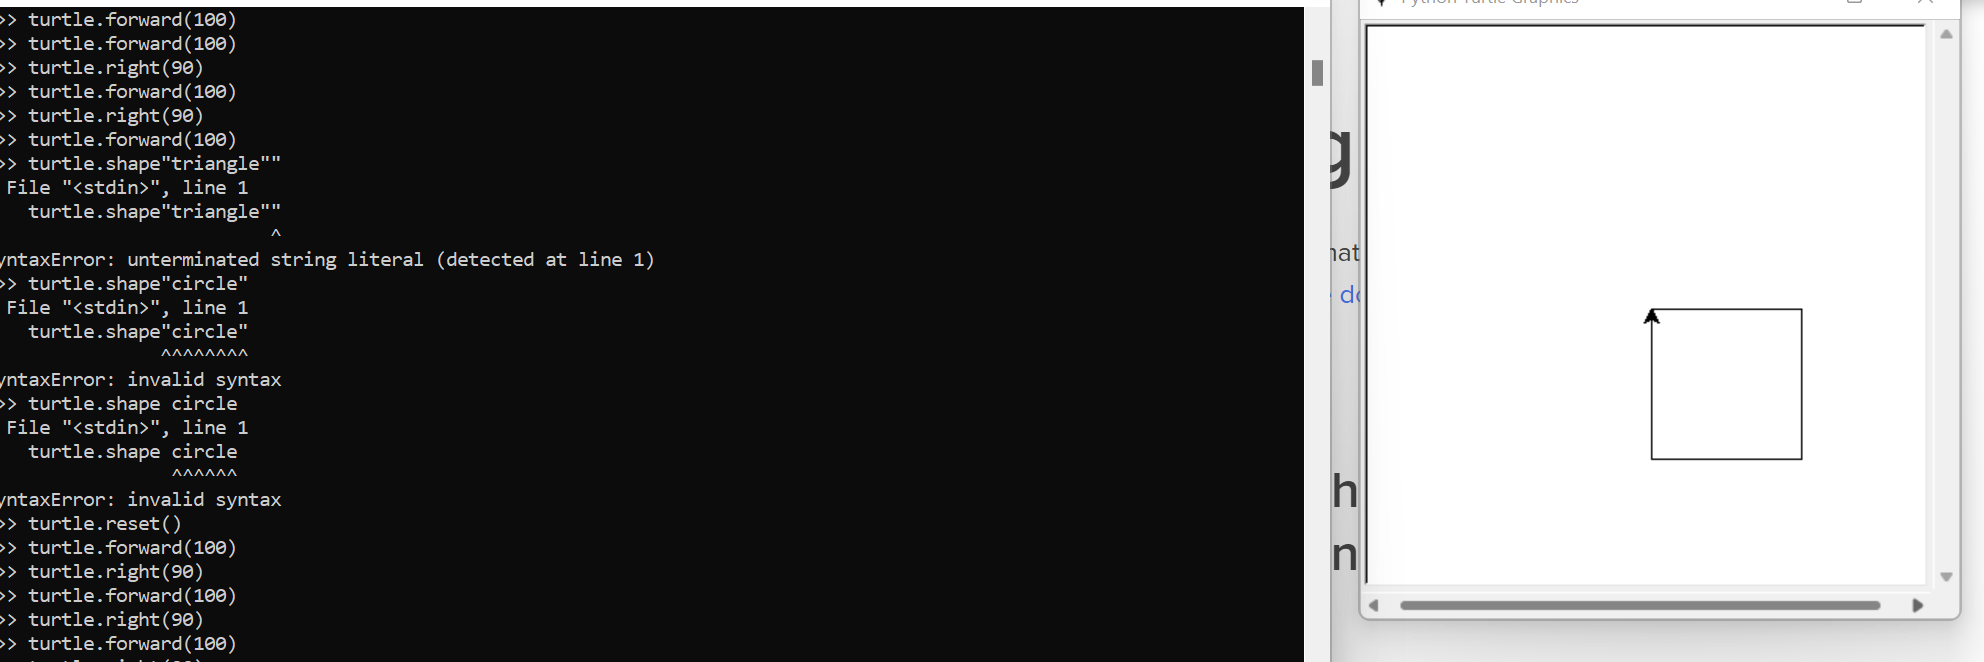 >> turtle.forward(100)
>> turtle.forward(100)
>> turtle.right(90)
>> turtle.forward(100)
>> turtle.right(90)
>> turtle.forward(100)
>> turtle.shape"triangle""
File "<stdin>", line 1
turtle.shape"triangle""
^
yntaxError: unterminated string literal (detected at line 1)
>> turtle.shape"circle"
File "<stdin>", line 1
turtle.shape"circle"
^^^^^^^^
yntaxError: invalid syntax
>> turtle.shape circle
File "<stdin>", line 1
turtle.shape circle
^^^^^^
yntaxError: invalid syntax
>> turtle.reset()
>> turtle.forward(100)
>> turtle.right(90)
>> turtle.forward(100)
>> turtle.right(90)
>> turtle.forward(100)
Python Turtle Graphics
g
hat
do
h
n